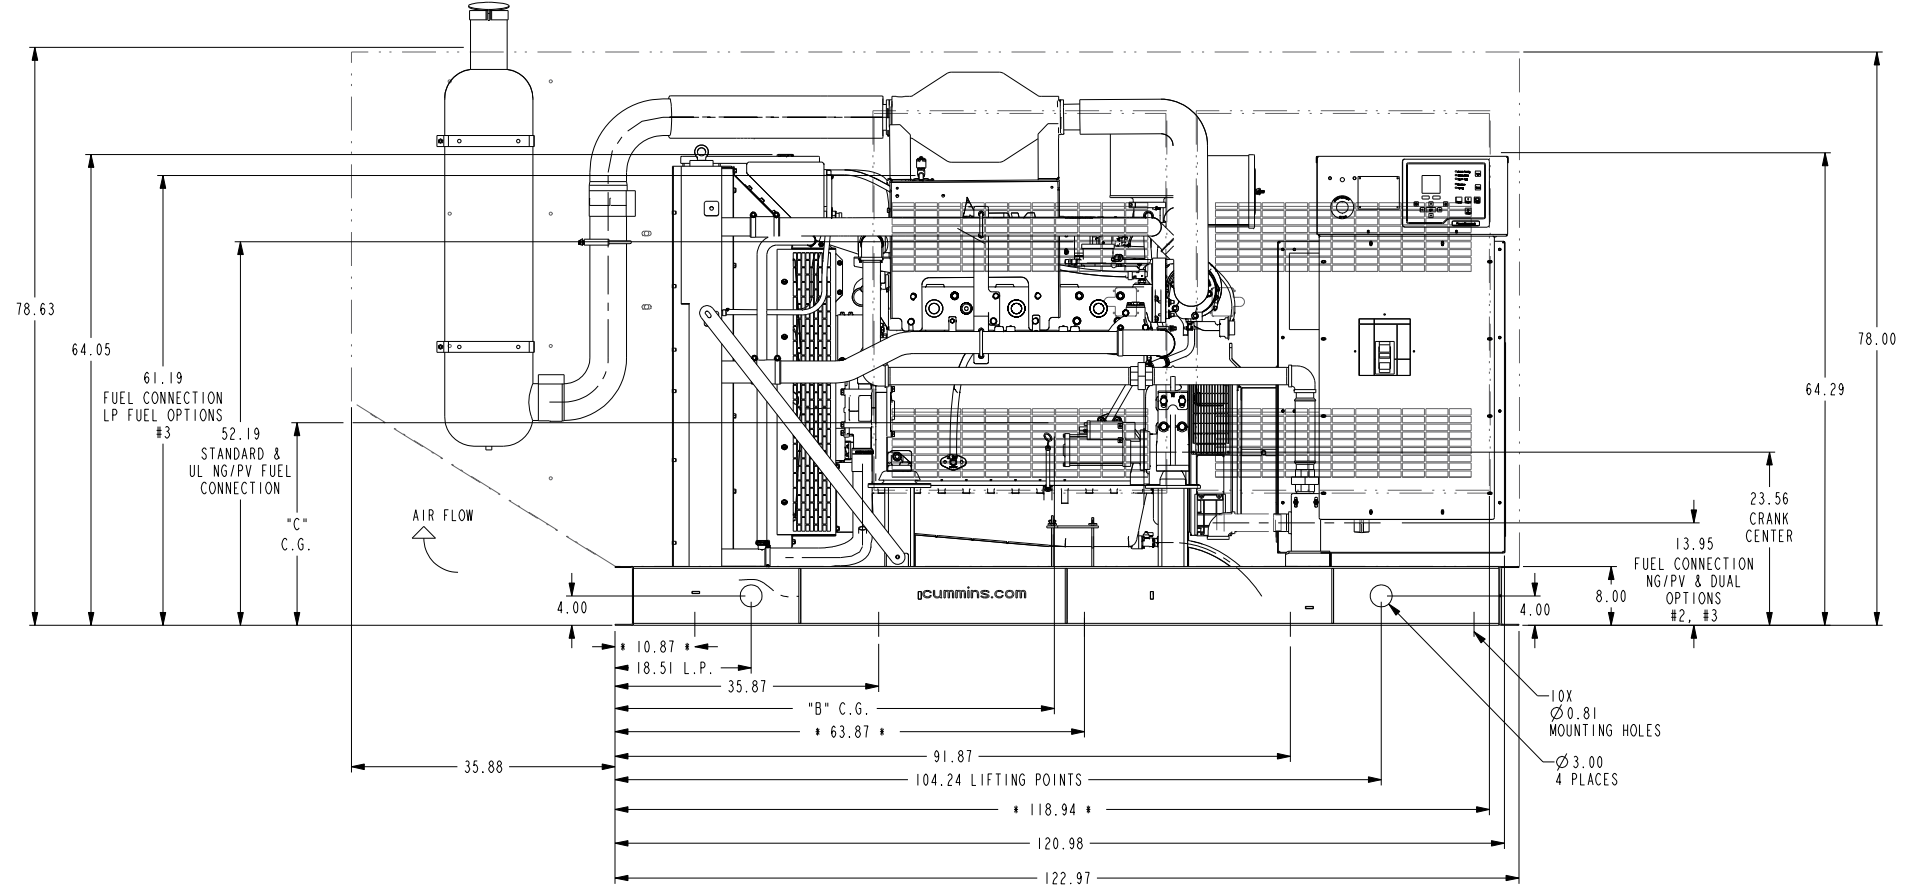 78.63
64.05
61.19
FUEL CONNECTION
LP FUEL OPTIONS
#3
52.19
STANDARD &
UL NG/PV FUEL
CONNECTION
"C"
C.G.
AIR FLOW
4.00
cummins.com
* 10.87 *
18.51 L.P.
35.87
"B" C.G.
* 63.87 *
91.87
35.88
104.24 LIFTING POINTS
* 118.94 *
120.98
122.97
78.00
64.29
23.56
CRANK
CENTER
13.95
FUEL CONNECTION
NG/PV & DUAL
OPTIONS
#2, #3
8.00
4.00
10X
Ø0.81
MOUNTING HOLES
Ø3.00
4 PLACES